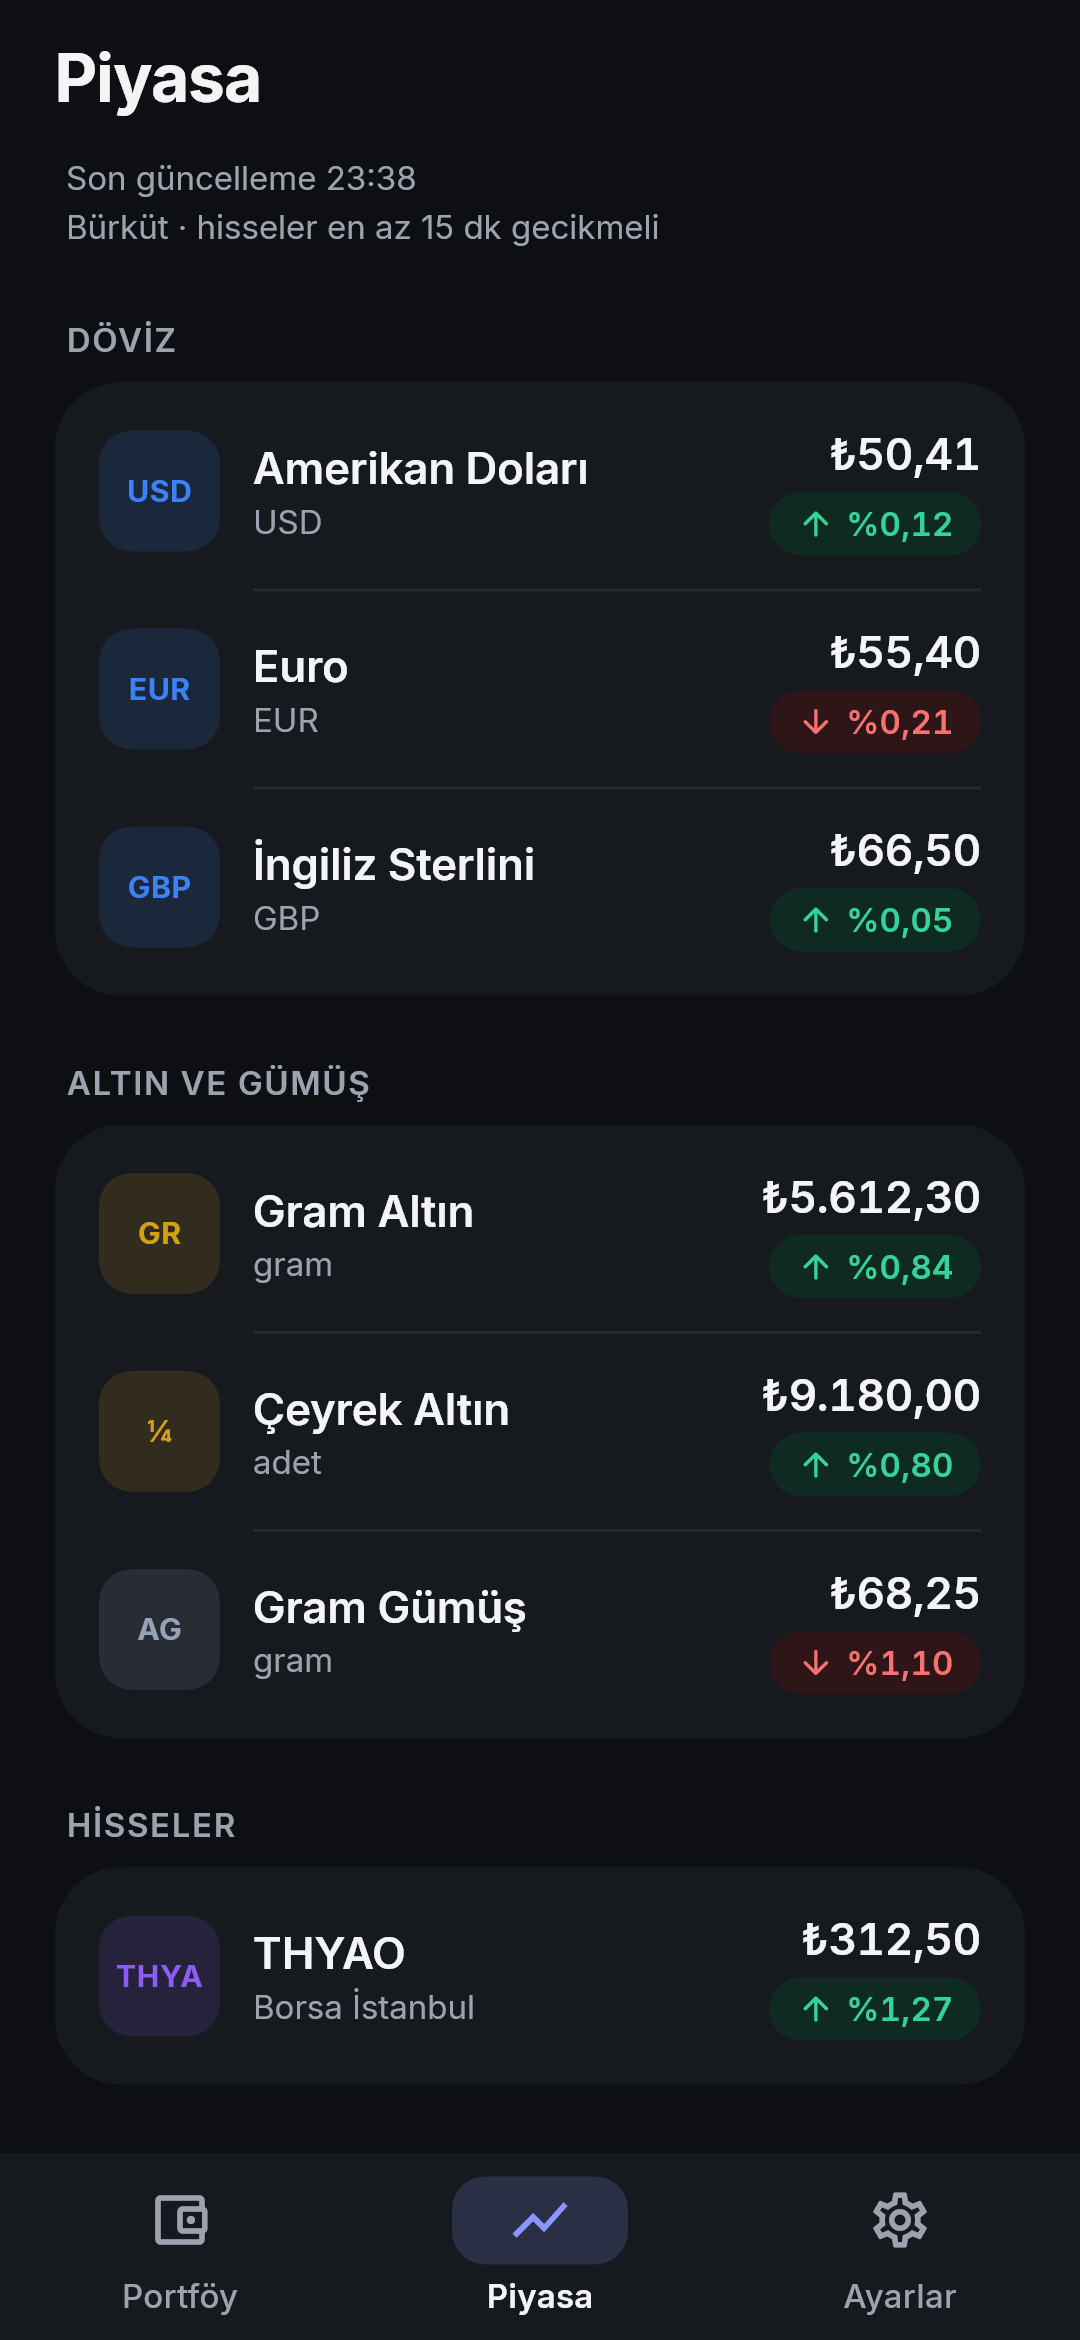 Piyasa
Son güncelleme 23:38
Bürküt · hisseler en az 15 dk gecikmeli
DÖVİZ
USD
Amerikan Doları
USD
₺50,41
↑ %0,12
EUR
Euro
EUR
₺55,40
↓ %0,21
GBP
İngiliz Sterlini
GBP
₺66,50
↑ %0,05
ALTIN VE GÜMÜŞ
GR
Gram Altın
gram
₺5.612,30
↑ %0,84
¼
Çeyrek Altın
adet
₺9.180,00
↑ %0,80
AG
Gram Gümüş
gram
₺68,25
↓ %1,10
HİSSELER
THYA
THYAO
Borsa İstanbul
₺312,50
↑ %1,27
Portföy
Piyasa
Ayarlar